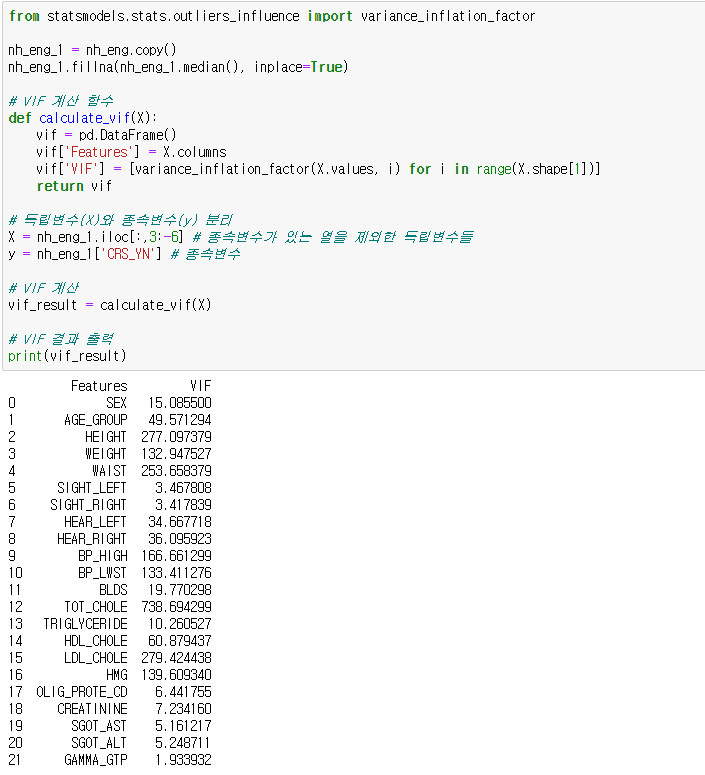 from statsmodels.stats.outliers_influence import variance_inflation_factor
nh_eng_1 = nh_eng.copy()
nh_eng_1.fillna(nh_eng_1.median(), inplace=True)
# VIF 계산 함수
def calculate_vif(X):
    vif = pd.DataFrame()
    vif['Features'] = X.columns
    vif['VIF'] = [variance_inflation_factor(X.values, i) for i in range(X.shape[1])]
    return vif
# 독립변수(X)와 종속변수(y) 분리
X = nh_eng_1.iloc[:,3:-6] # 종속변수가 있는 열을 제외한 독립변수들
y = nh_eng_1['CRS_YN'] # 종속변수
# VIF 계산
vif_result = calculate_vif(X)
# VIF 결과 출력
print(vif_result)
Features VIF
0 SEX 15.085500
1 AGE_GROUP 49.571294
2 HEIGHT 277.097379
3 WEIGHT 132.947527
4 WAIST 253.658379
5 SIGHT_LEFT 3.467808
6 SIGHT_RIGHT 3.417839
7 HEAR_LEFT 34.667718
8 HEAR_RIGHT 36.095923
9 BP_HIGH 166.661299
10 BP_LWST 133.411276
11 BLDS 19.770298
12 TOT_CHOLE 738.694299
13 TRIGLYCERIDE 10.260527
14 HDL_CHOLE 60.879437
15 LDL_CHOLE 279.424438
16 HMG 139.609340
17 OLIG_PROTE_CD 6.441755
18 CREATININE 7.234160
19 SGOT_AST 5.161217
20 SGOT_ALT 5.248711
21 GAMMA_GTP 1.933932